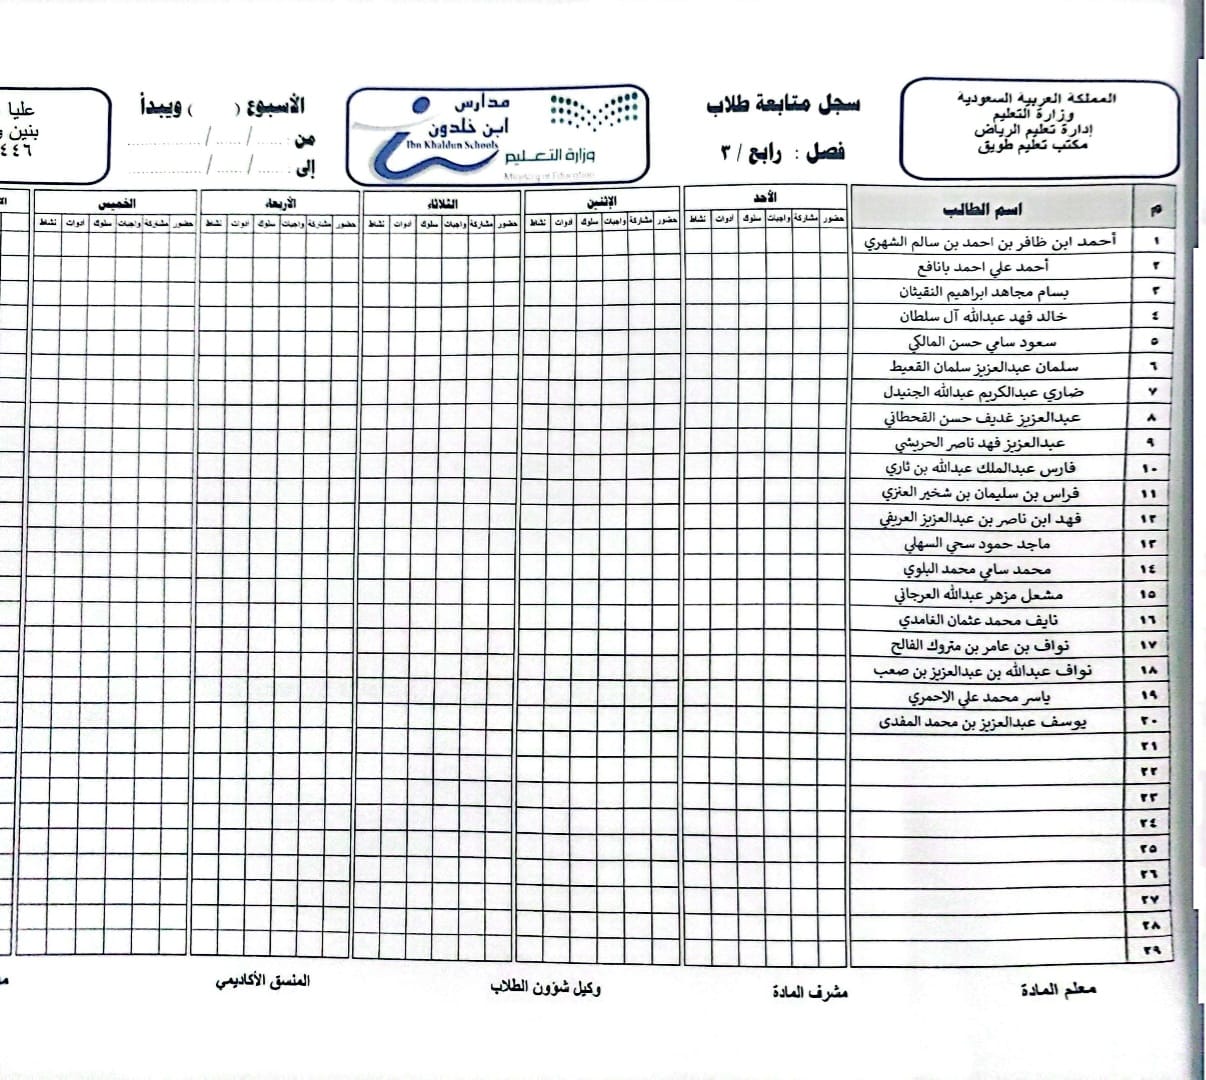 المملكة العربية السعودية
وزارة التعليم
إدارة تعليم الرياض
مكتب تعليم طويق
سجل متابعة طلاب
فصل : رابع / ٣
مدارس
ابن خلدون
Ibn Khaldun Schools
وزارة التعليم
Ministry of Education
الأسبوع ( ) ويبدأ
من ...... / ...... / ......
إلى ...... / ...... / ......
عليا
بنين و
٤٤٦
م اسم الطالب الأحد الإثنين الثلاثاء الأربعاء الخميس
حضور مشاركة واجبات سلوك أدوات نشاط حضور مشاركة واجبات سلوك أدوات نشاط حضور مشاركة واجبات سلوك أدوات نشاط حضور مشاركة واجبات سلوك أدوات نشاط حضور مشاركة واجبات سلوك أدوات نشاط
١ أحمد ابن ظافر بن احمد بن سالم الشهري
٢ أحمد علي احمد بانافع
٣ بسام مجاهد ابراهيم النقيثان
٤ خالد فهد عبدالله آل سلطان
٥ سعود سامي حسن المالكي
٦ سلمان عبدالعزيز سلمان القعيط
٧ ضاري عبدالكريم عبدالله الجنيدل
٨ عبدالعزيز غديف حسن القحطاني
٩ عبدالعزيز فهد ناصر الحريشي
١٠ فارس عبدالملك عبدالله بن ثاري
١١ فراس بن سليمان بن شخير العنزي
١٢ فهد ابن ناصر بن عبدالعزيز العريفي
١٣ ماجد حمود سحي السهلي
١٤ محمد سامي محمد البلوي
١٥ مشعل مزهر عبدالله العرجاني
١٦ نايف محمد عثمان الغامدي
١٧ نواف بن عامر بن متروك الفالح
١٨ نواف عبدالله بن عبدالعزيز بن صعب
١٩ ياسر محمد علي الاحمري
٢٠ يوسف عبدالعزيز بن محمد المفدى
٢١
٢٢
٢٣
٢٤
٢٥
٢٦
٢٧
٢٨
٢٩
معلم المادة مشرف المادة وكيل شؤون الطلاب المنسق الأكاديمي